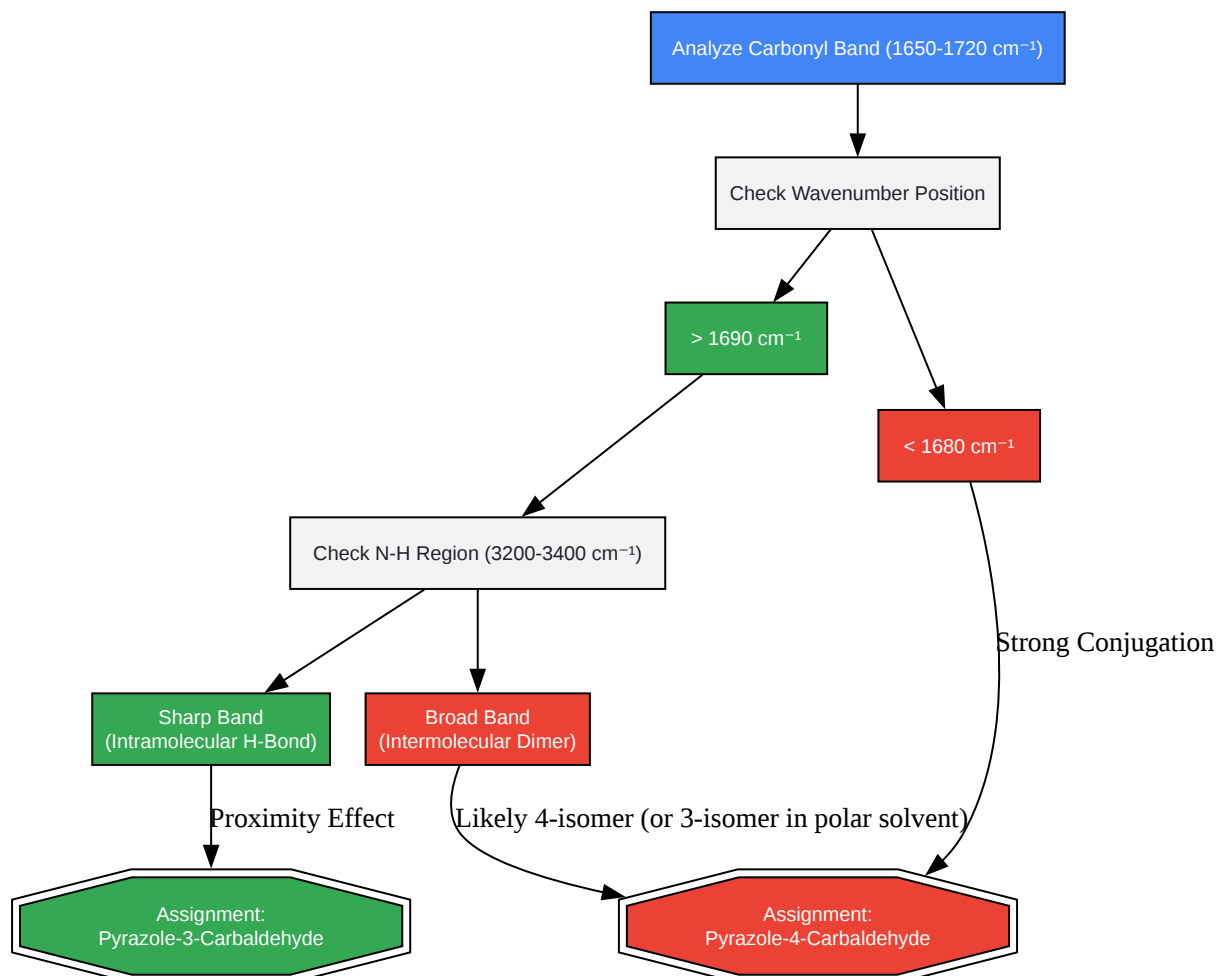 Analyze Carbonyl Band (1650-1720 cm⁻¹)
Check Wavenumber Position
> 1690 cm⁻¹
< 1680 cm⁻¹
Check N-H Region (3200-3400 cm⁻¹)
Strong Conjugation
Sharp Band
(Intramolecular H-Bond)
Broad Band
(Intermolecular Dimer)
Proximity Effect
Likely 4-isomer (or 3-isomer in polar solvent)
Assignment:
Pyrazole-3-Carbaldehyde
Assignment:
Pyrazole-4-Carbaldehyde